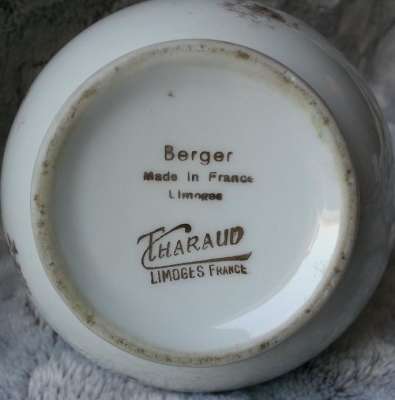 Berger
Made in France
Limoges
THARAUD
LIMOGES FRANCE